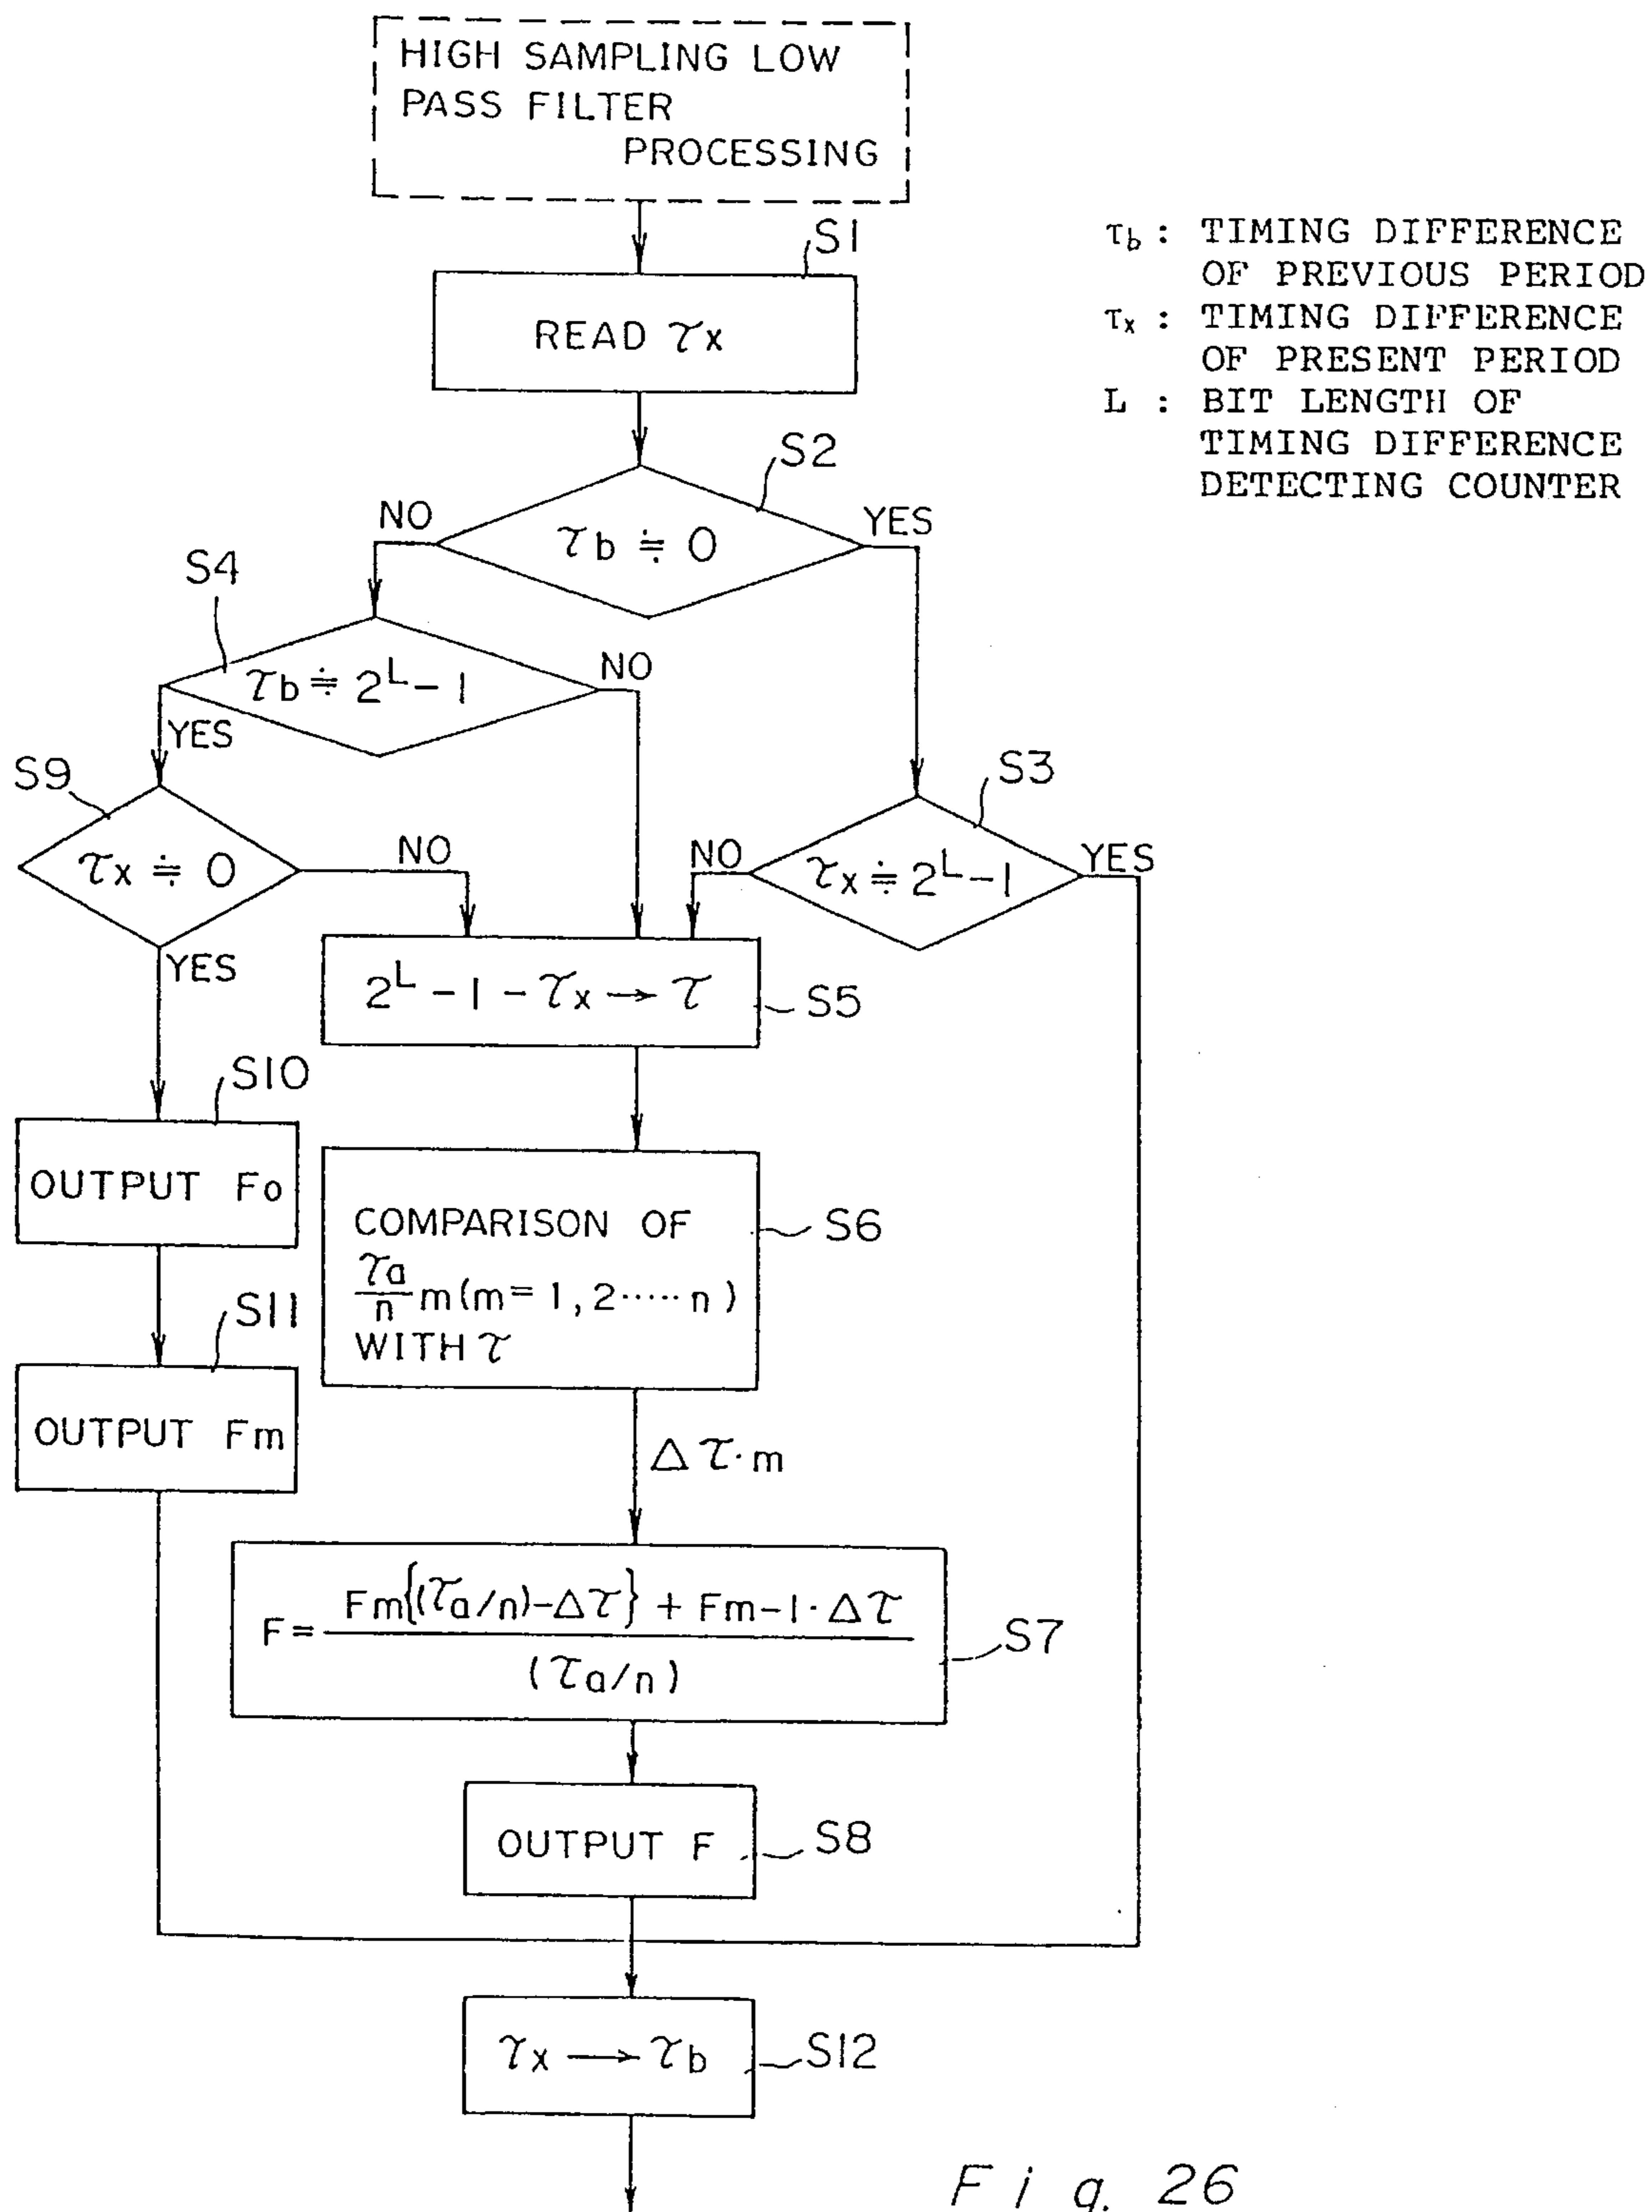 HIGH SAMPLING LOW
PASS FILTER
PROCESSING
S1
READ τx
τb : TIMING DIFFERENCE
OF PREVIOUS PERIOD
τx : TIMING DIFFERENCE
OF PRESENT PERIOD
L : BIT LENGTH OF
TIMING DIFFERENCE
DETECTING COUNTER
S2
NO
YES
τb ≒ 0
S4
τb ≒ 2^L - 1
NO
YES
S9
τx ≒ 0
NO
YES
S3
NO
τx ≒ 2^L - 1
YES
2^L - 1 - τx → τ
S5
S10
OUTPUT Fo
S11
OUTPUT Fm
COMPARISON OF
τa/n m (m = 1, 2 ····· n)
WITH τ
S6
Δτ·m
F = Fm{(τa/n)-Δτ} + Fm-1·Δτ / (τa/n)
S7
OUTPUT F
S8
τx → τb
S12
Fig. 26